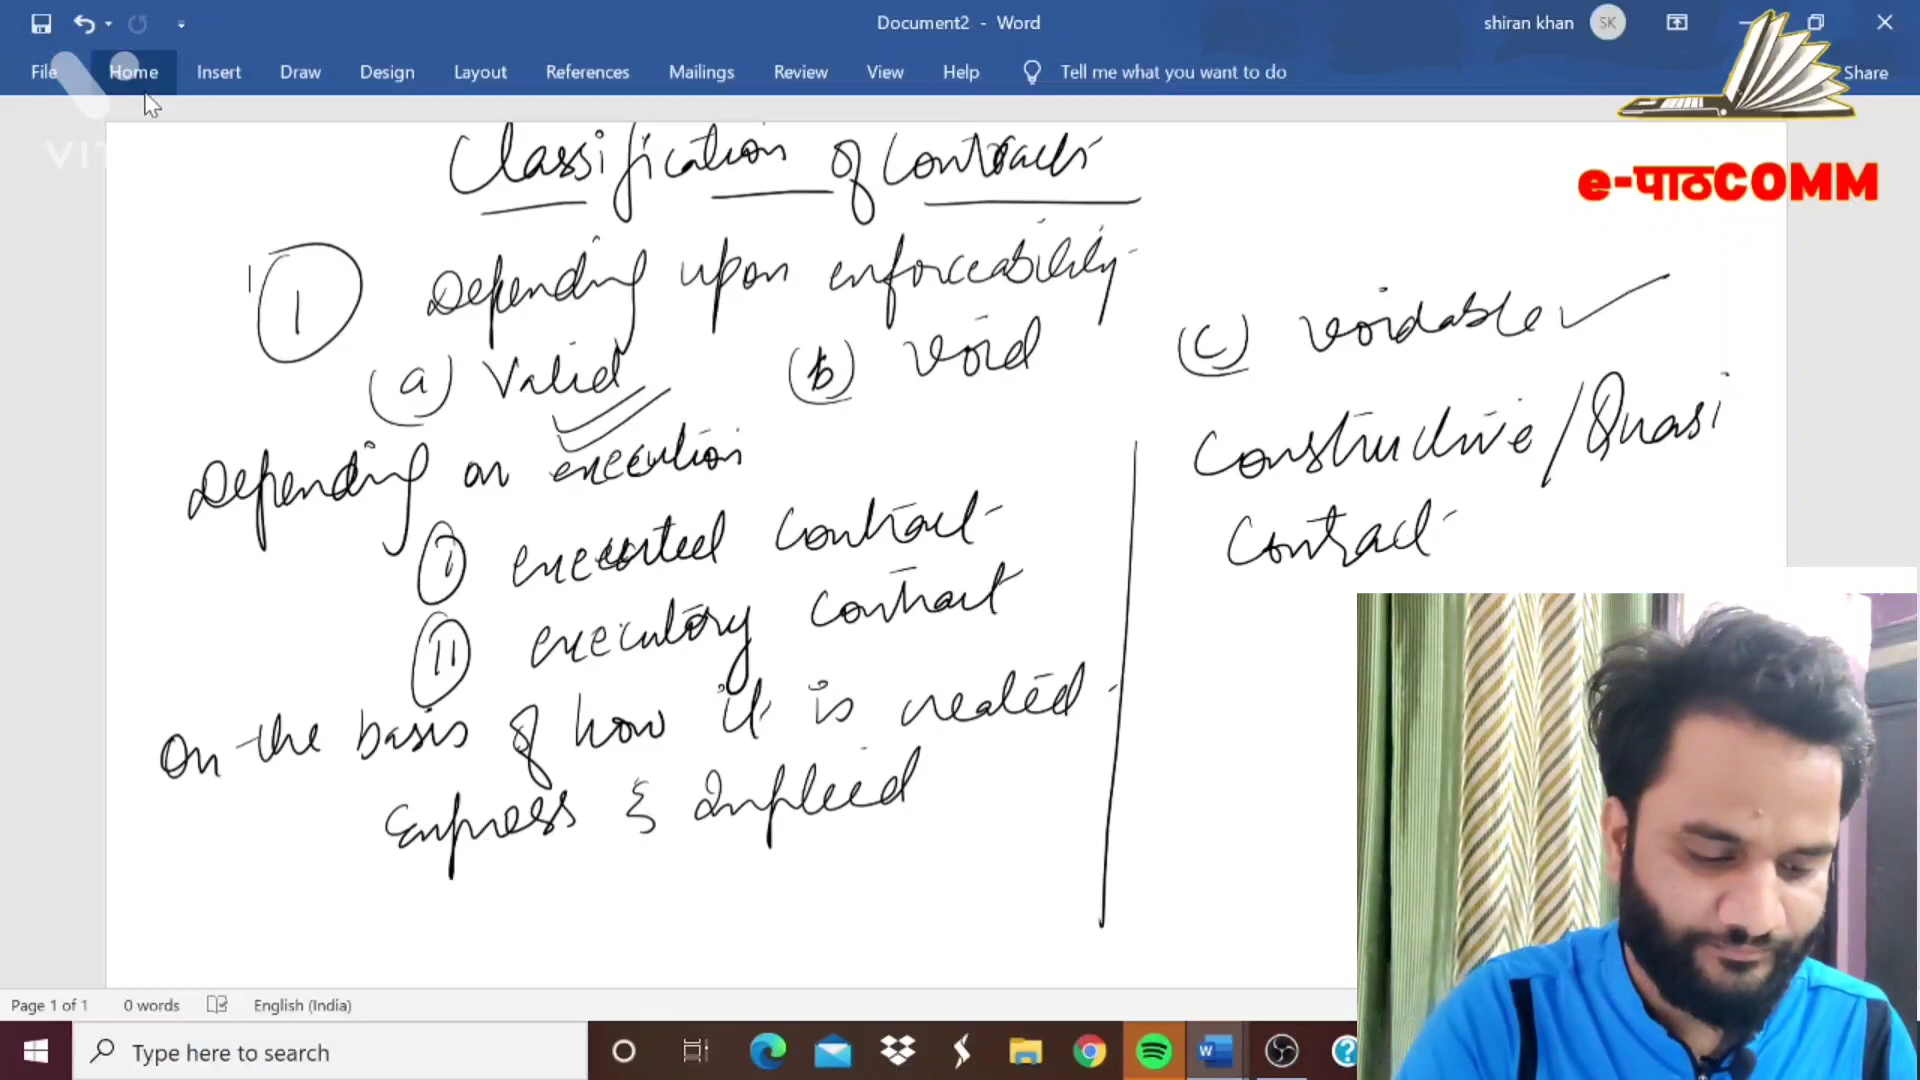 Document2 - Word
shiran khan
SK
File Home Insert Draw Design Layout References Mailings Review View Help Tell me what you want to do
Share
VIT
e-पाठCOMM
Classification of Contracts
1 Depending upon enforceability
(a) Valid (b) void (c) voidable
Depending on execution
I executed contract
II executory contract
On the basis of how it is created
Express & Implied
Constructive/Quasi
Contract
Page 1 of 1 0 words English (India)
Type here to search